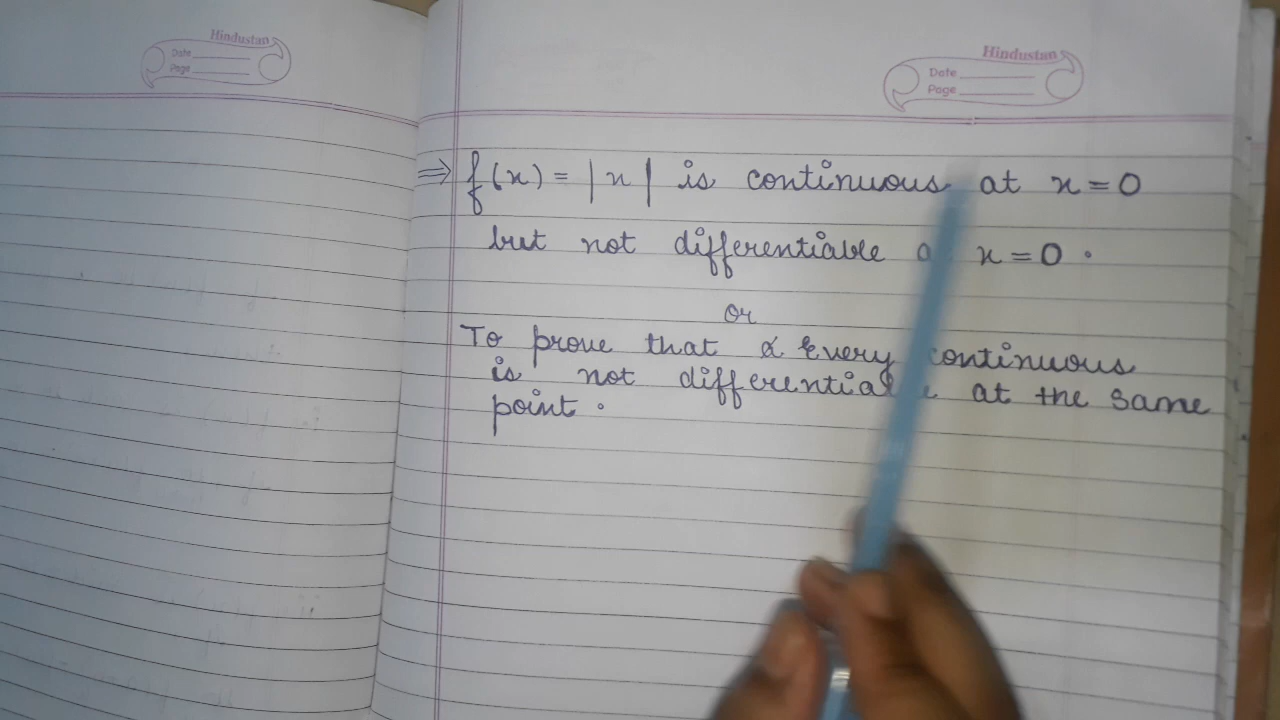 Hindustan
Date
Page
Hindustan
Date
Page
⇒ f(x) = |x| is continuous at x=0
but not differentiable x=0 .
or
To prove that every continuous
is not at the same
point .